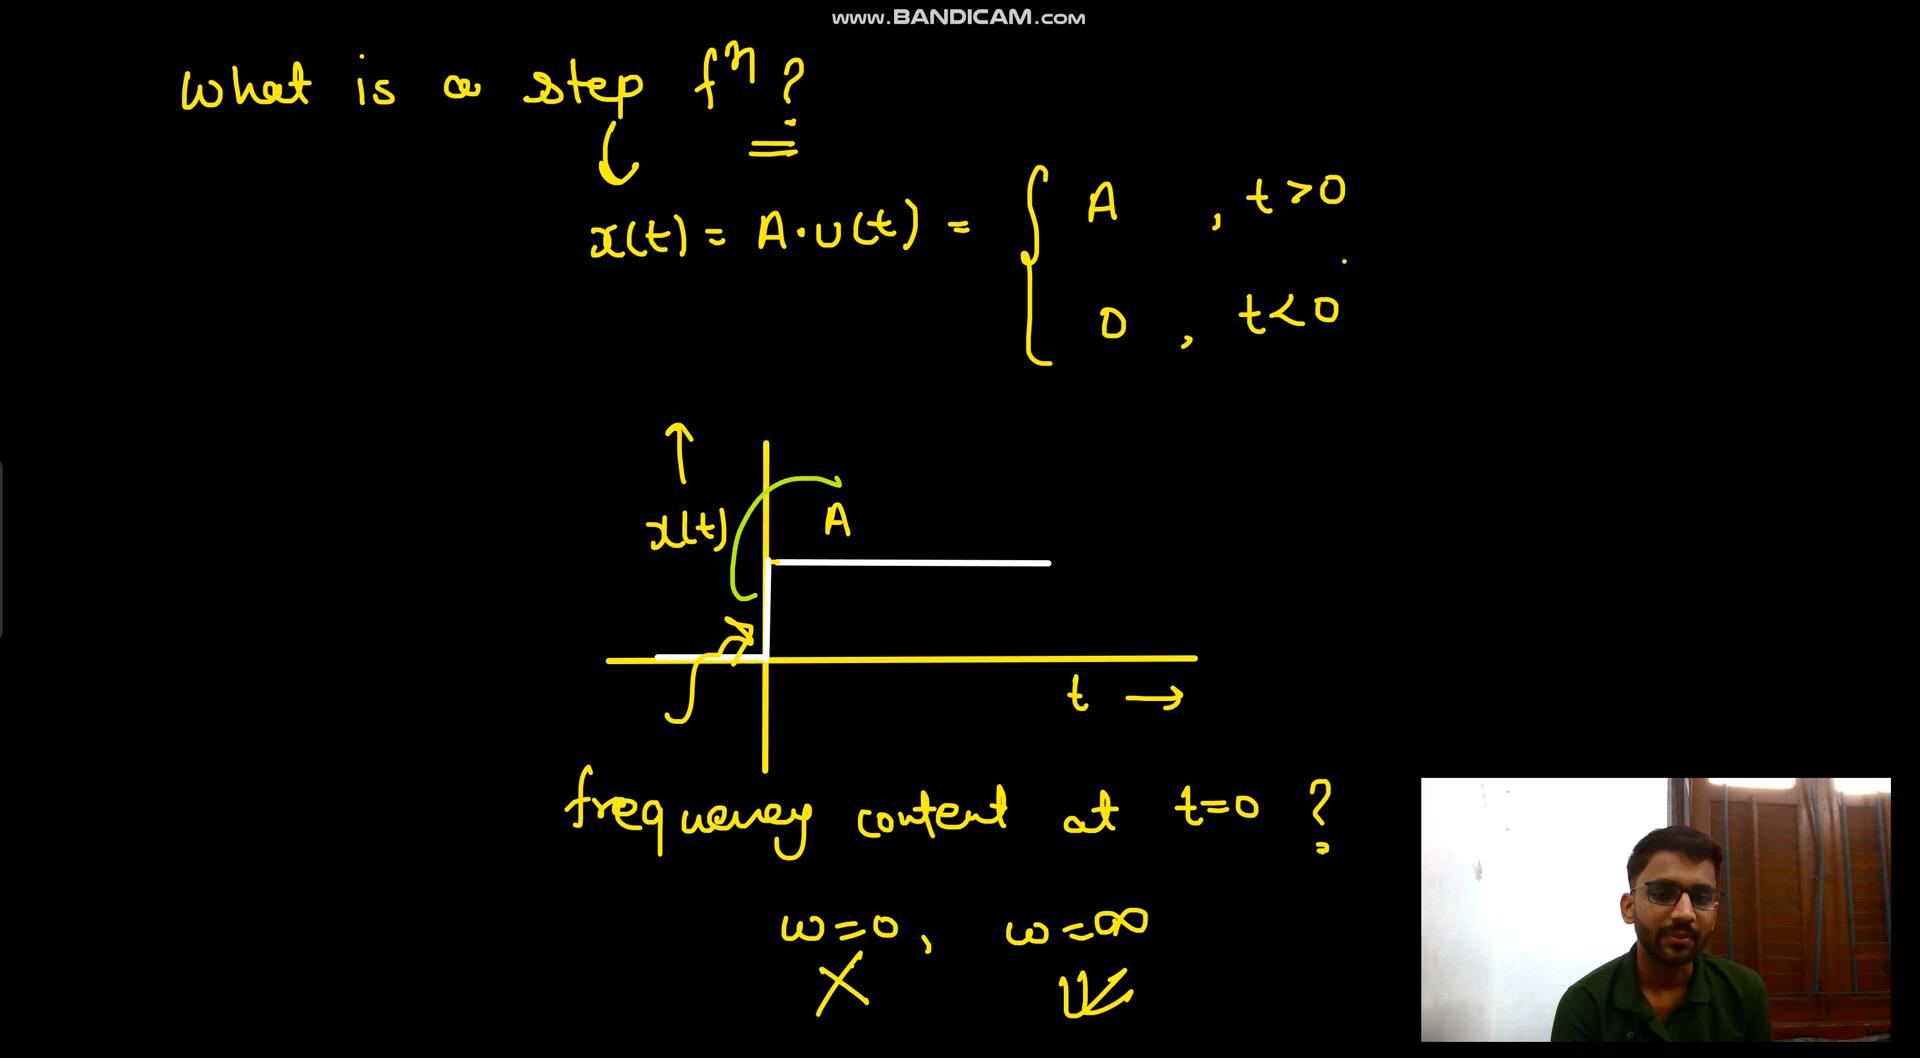 www.BANDICAM.com
What is a step fⁿ?
x(t) = A·u(t) = { A , t>0
0 , t<0
x(t)
A
t →
frequency content at t=0 ?
ω=0, ω=∞